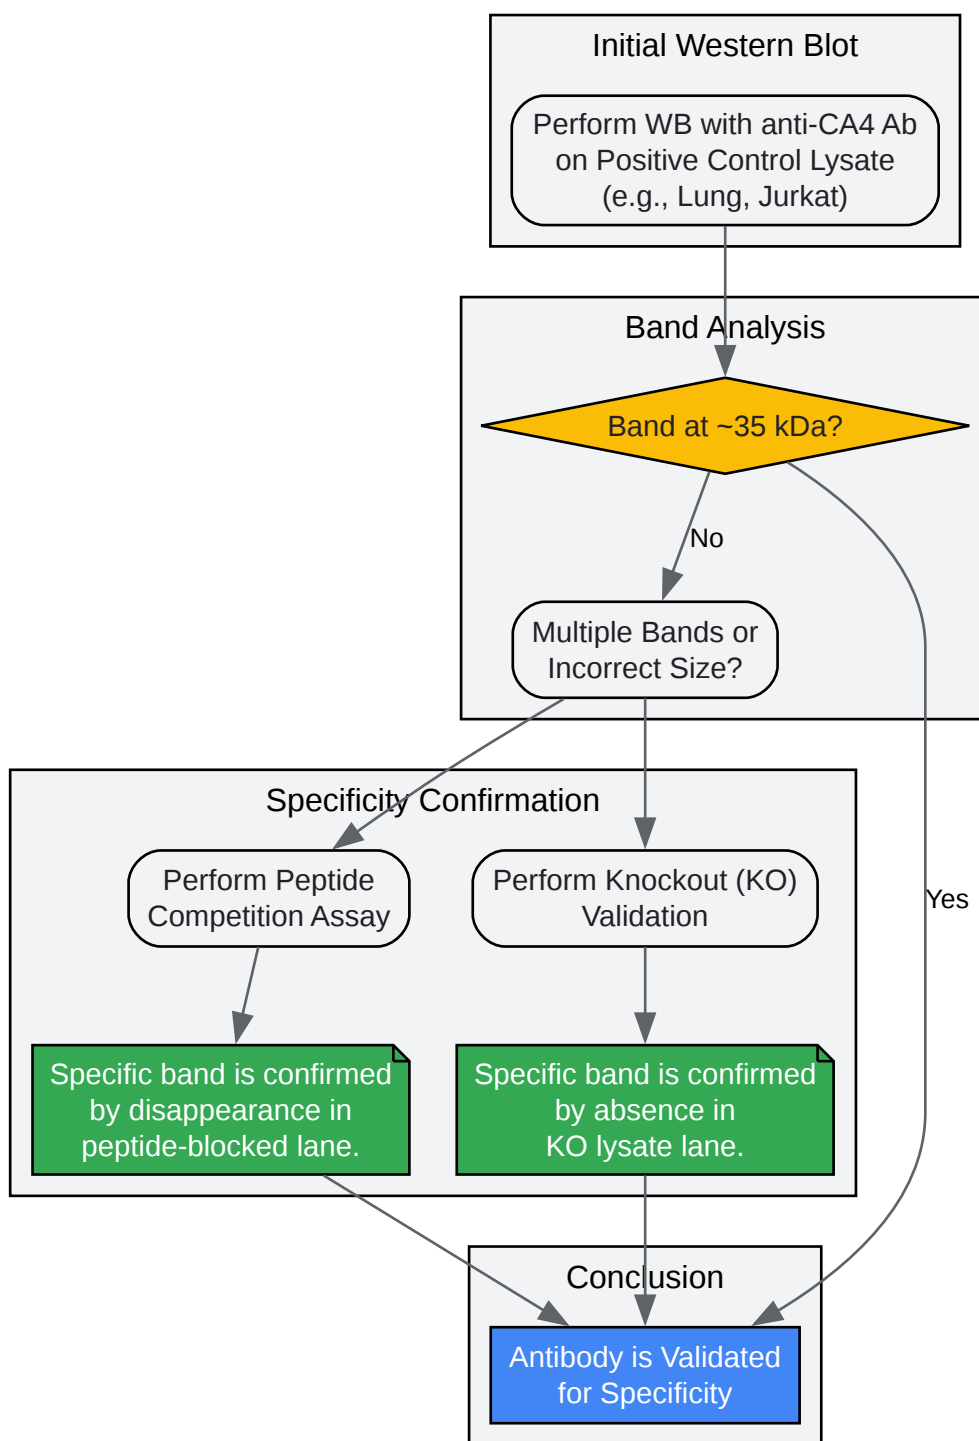 Initial Western Blot
Perform WB with anti-CA4 Ab
on Positive Control Lysate
(e.g., Lung, Jurkat)
Band Analysis
Band at ~35 kDa?
No
Multiple Bands or
Incorrect Size?
Specificity Confirmation
Perform Peptide
Competition Assay
Perform Knockout (KO)
Validation
Yes
Specific band is confirmed
by disappearance in
peptide-blocked lane.
Specific band is confirmed
by absence in
KO lysate lane.
Conclusion
Antibody is Validated
for Specificity